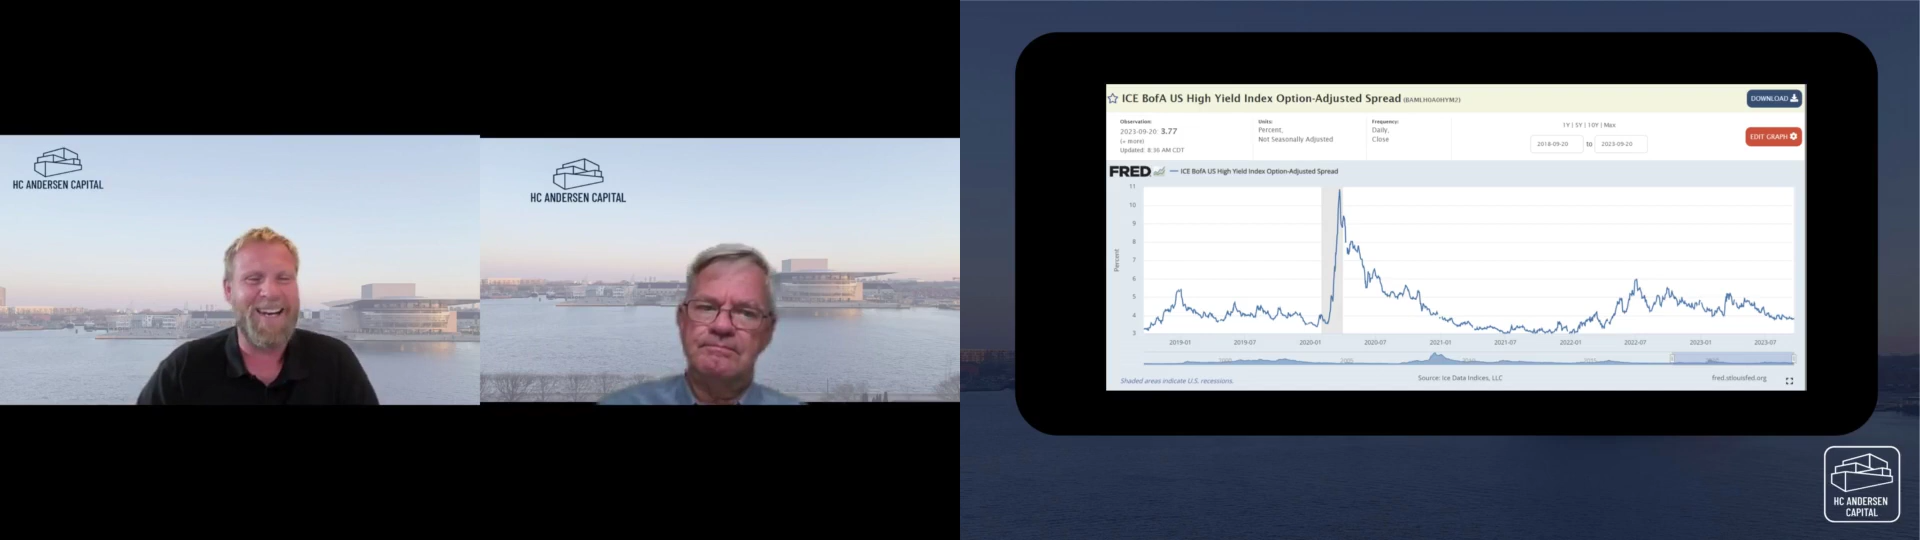 HC ANDERSEN CAPITAL
HC ANDERSEN CAPITAL
ICE BofA US High Yield Index Option-Adjusted Spread (BAMLH0A0HYM2)
DOWNLOAD
Observation:
2023-09-20: 3.77
(+ more)
Updated: 8:36 AM CDT
Units:
Percent,
Not Seasonally Adjusted
Frequency:
Daily,
Close
1Y | 5Y | 10Y | Max
2018-09-20 to 2023-09-20
EDIT GRAPH
FRED
ICE BofA US High Yield Index Option-Adjusted Spread
11
10
9
8
7
6
5
4
3
Percent
2019-01 2019-07 2020-01 2020-07 2021-01 2021-07 2022-01 2022-07 2023-01 2023-07
Shaded areas indicate U.S. recessions.
Source: Ice Data Indices, LLC
fred.stlouisfed.org
HC ANDERSEN
CAPITAL